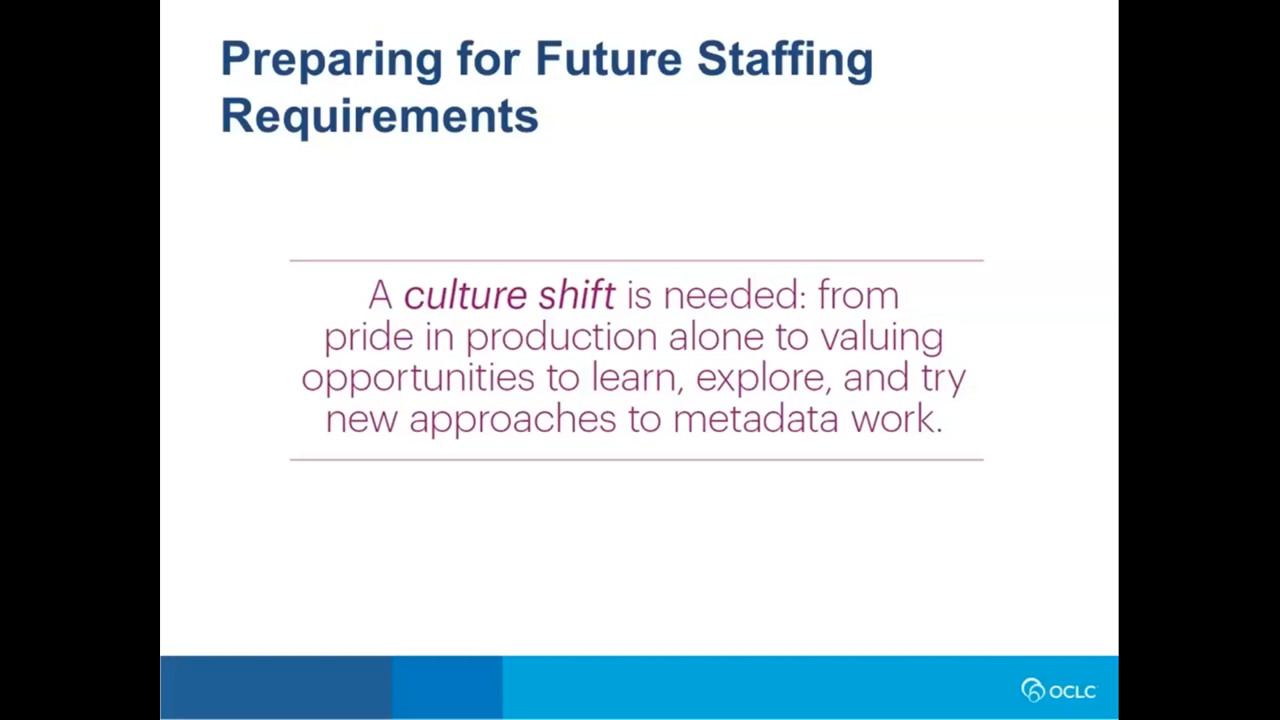 Preparing for Future Staffing
Requirements
A culture shift is needed: from
pride in production alone to valuing
opportunities to learn, explore, and try
new approaches to metadata work.
OCLC